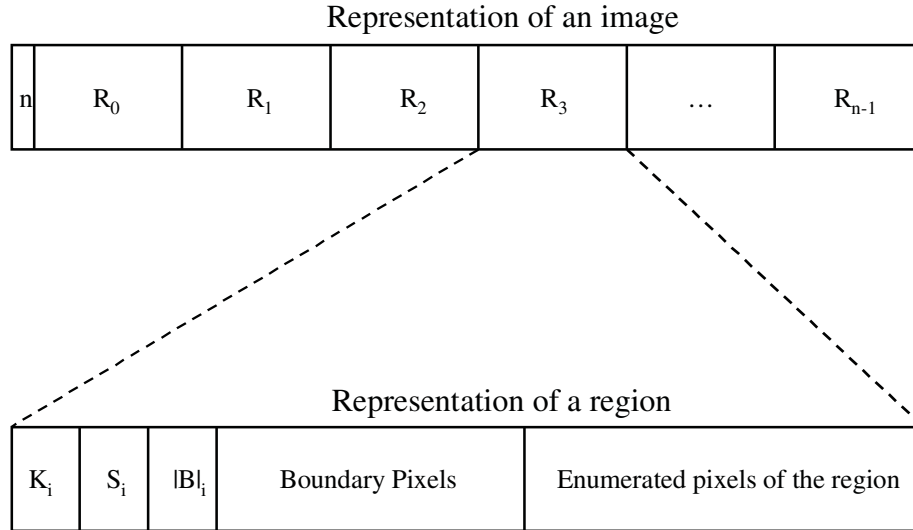 Representation of an image
n R₀ R₁ R₂ R₃ … Rₙ₋₁
Representation of a region
Kᵢ Sᵢ |B|ᵢ Boundary Pixels Enumerated pixels of the region